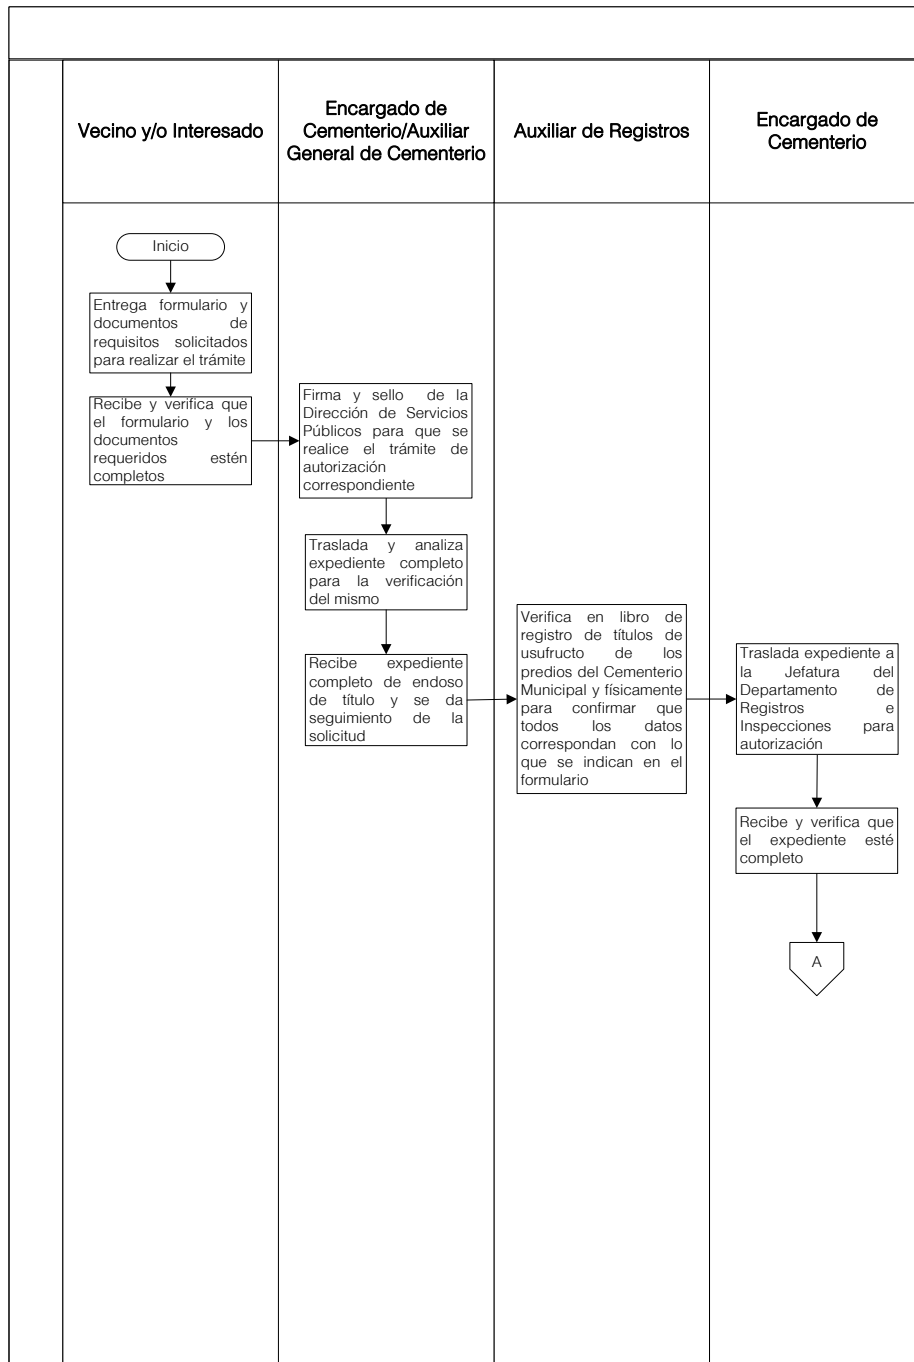 Vecino y/o Interesado
Encargado de
Cementerio/Auxiliar
General de Cementerio
Auxiliar de Registros
Encargado de
Cementerio
Inicio
Entrega formulario y
documentos de
requisitos solicitados
para realizar el trámite
Recibe y verifica que
el formulario y los
documentos
requeridos estén
completos
Firma y sello de la
Dirección de Servicios
Públicos para que se
realice el trámite de
autorización
correspondiente
Traslada y analiza
expediente completo
para la verificación
del mismo
Recibe expediente
completo de endoso
de título y se da
seguimiento de la
solicitud
Verifica en libro de
registro de títulos de
usufructo de los
predios del Cementerio
Municipal y físicamente
para confirmar que
todos los datos
correspondan con lo
que se indican en el
formulario
Traslada expediente a
la Jefatura del
Departamento de
Registros e
Inspecciones para
autorización
Recibe y verifica que
el expediente esté
completo
A